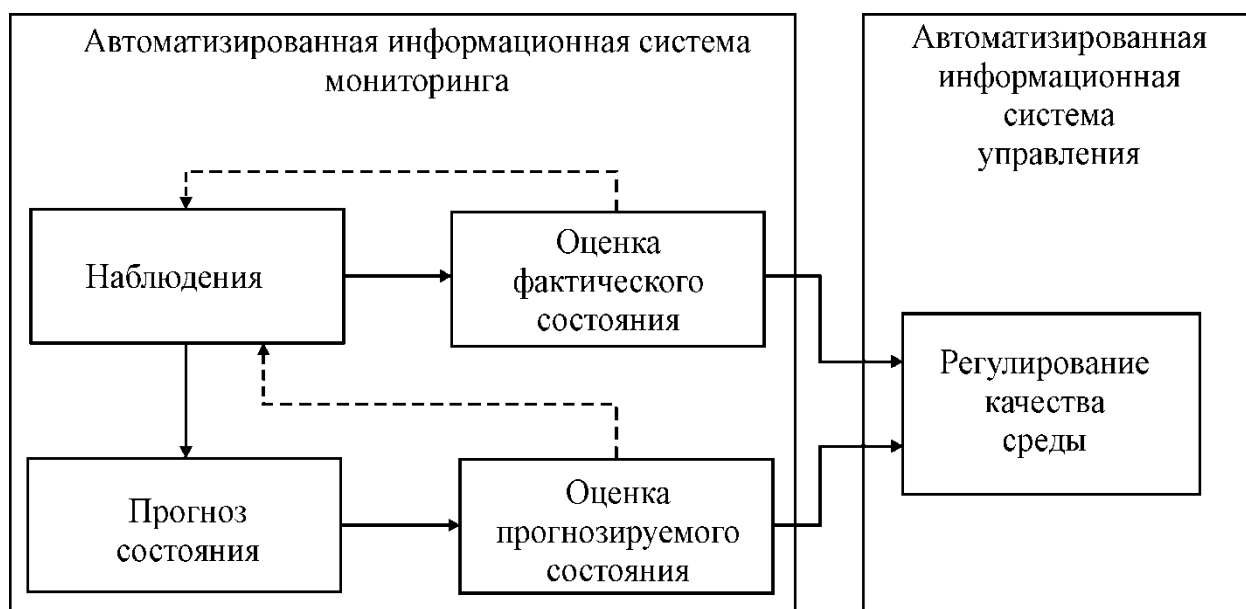 Автоматизированная информационная система
мониторинга
Автоматизированная
информационная
система
управления
Наблюдения
Оценка
фактического
состояния
Регулирование
качества
среды
Прогноз
состояния
Оценка
прогнозируемого
состояния